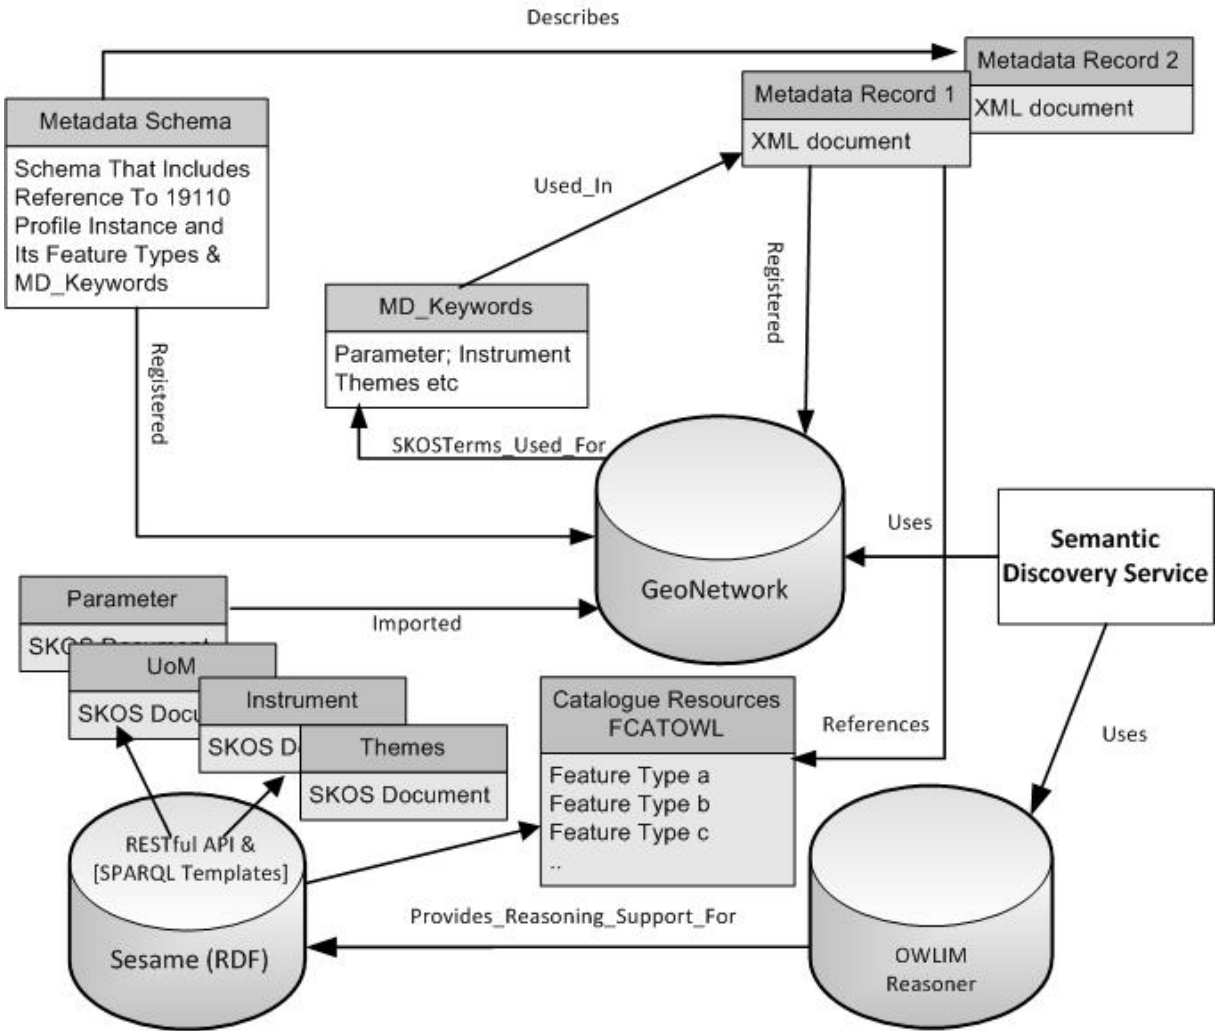 Describes
Metadata Record 2
XML document
Metadata Record 1
XML document
Metadata Schema
Schema That Includes
Reference To 19110
Profile Instance and
Its Feature Types &
MD_Keywords
Used_In
Registered
MD_Keywords
Parameter; Instrument
Themes etc
Registered
SKOSTerms_Used_For
Uses
Semantic
Discovery Service
GeoNetwork
Parameter
SKOS Document
Imported
UoM
SKOS Docu
Instrument
SKOS D
Themes
SKOS Document
Catalogue Resources
FCATOWL
Feature Type a
Feature Type b
Feature Type c
..
References
Uses
RESTful API &
[SPARQL Templates]
Sesame (RDF)
Provides_Reasoning_Support_For
OWLIM
Reasoner